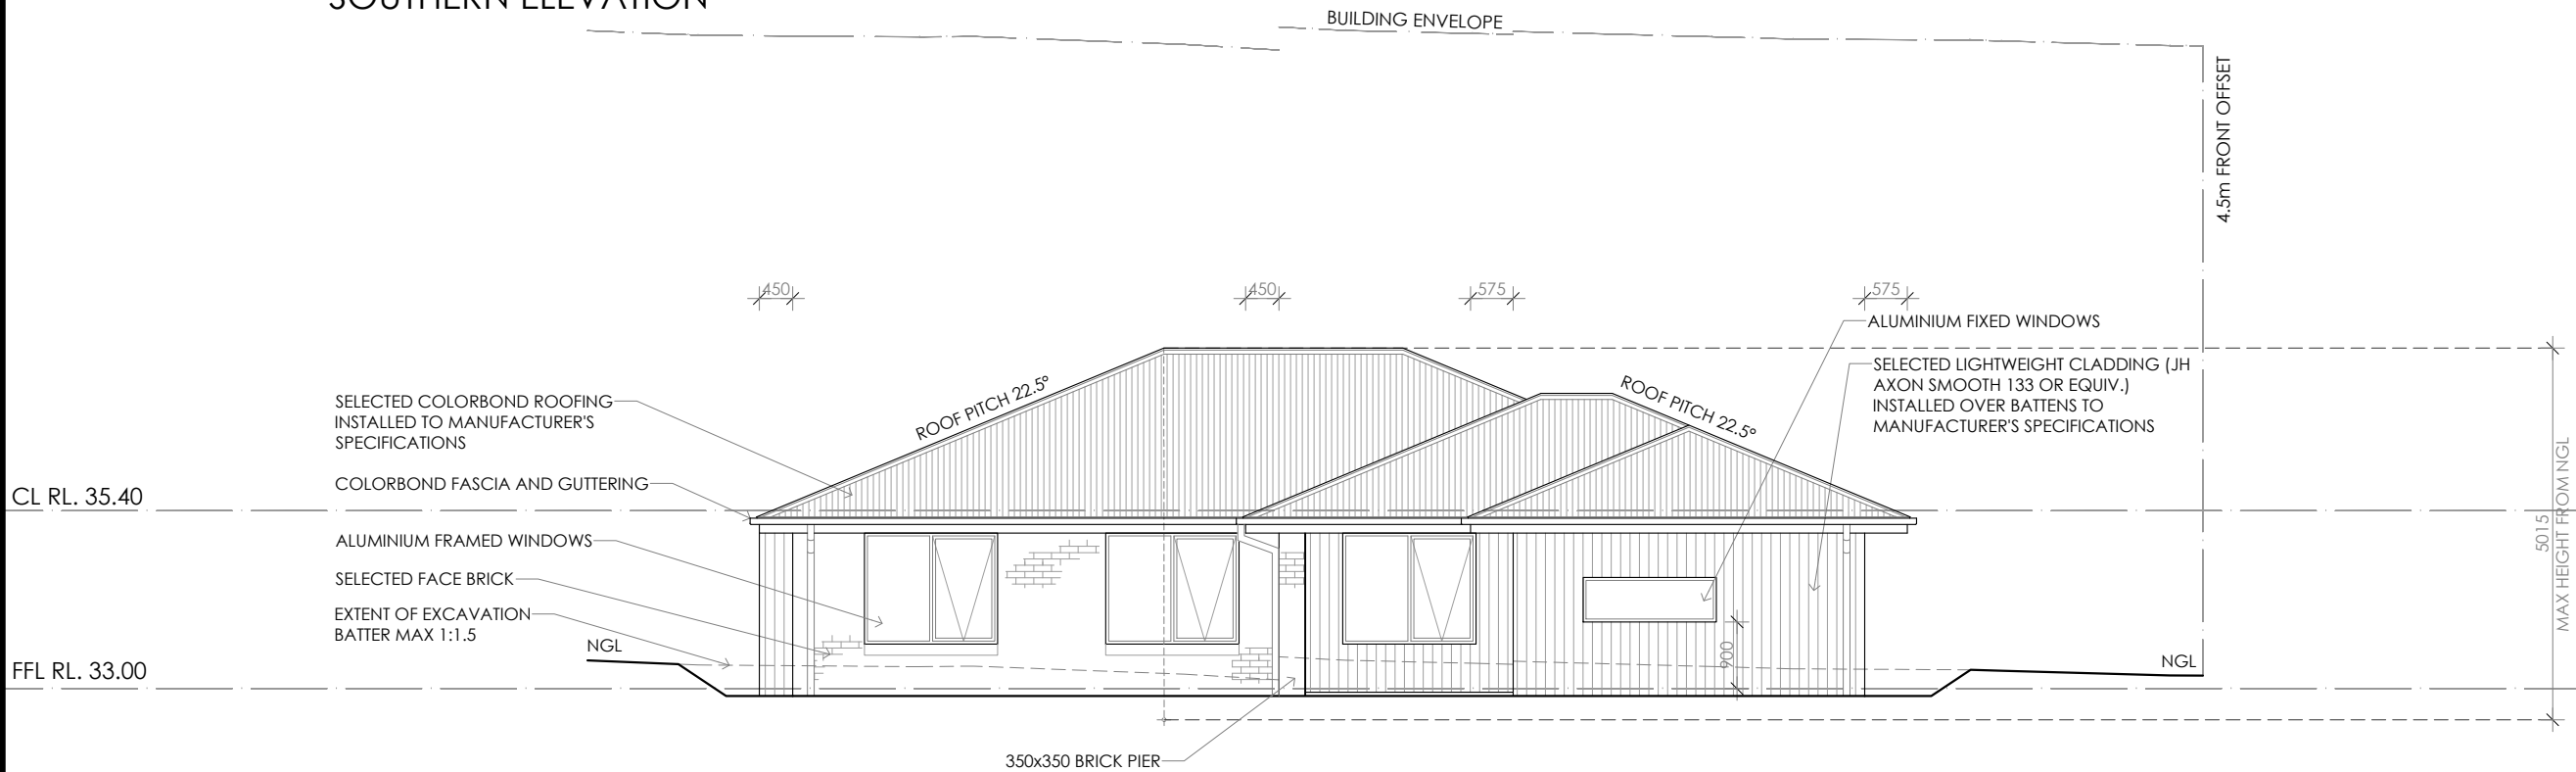 SOUTHERN ELEVATION
BUILDING ENVELOPE
4.5m FRONT OFFSET
450
450
575
575
ALUMINIUM FIXED WINDOWS
SELECTED LIGHTWEIGHT CLADDING (JH
AXON SMOOTH 133 OR EQUIV.)
INSTALLED OVER BATTENS TO
MANUFACTURER'S SPECIFICATIONS
ROOF PITCH 22.5°
ROOF PITCH 22.5°
SELECTED COLORBOND ROOFING
INSTALLED TO MANUFACTURER'S
SPECIFICATIONS
COLORBOND FASCIA AND GUTTERING
CL RL. 35.40
ALUMINIUM FRAMED WINDOWS
SELECTED FACE BRICK
EXTENT OF EXCAVATION
BATTER MAX 1:1.5
NGL
FFL RL. 33.00
900
NGL
5015
MAX HEIGHT FROM NGL
350x350 BRICK PIER